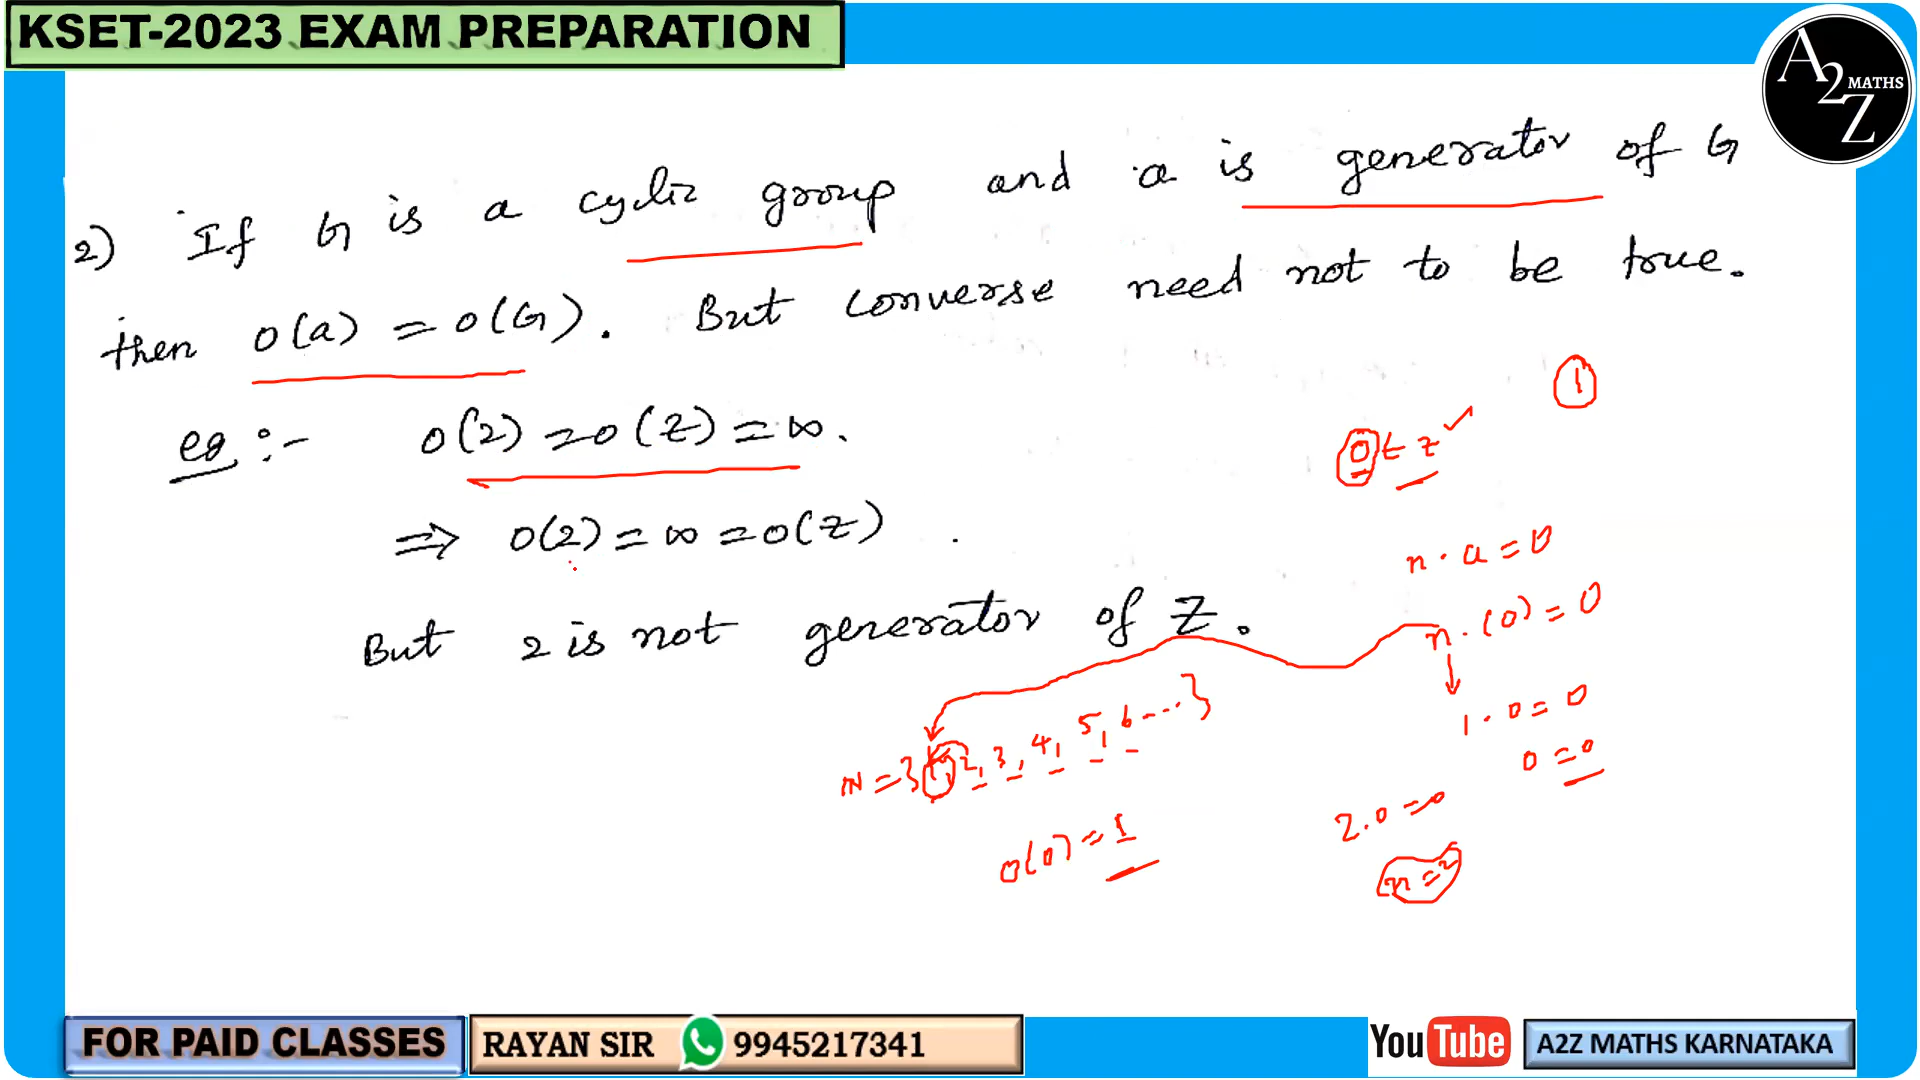 KSET-2023 EXAM PREPARATION
A2Z MATHS
2) If G is a cyclic group and a is generator of G
then o(a) = o(G). But converse need not to be true.
eg :- o(2) = o(Z) = ∞.
⇒ o(2) = ∞ = o(Z)
But 2 is not generator of Z.
1
0 ∈ Z ✓
n · a = 0
n · (0) = 0
1 · 0 = 0
0 = 0
N = {1, 2, 3, 4, 5, 6 ---}
2 · 0 = 0
o(0) = 1
n = 2
FOR PAID CLASSES
RAYAN SIR 9945217341
YouTube
A2Z MATHS KARNATAKA